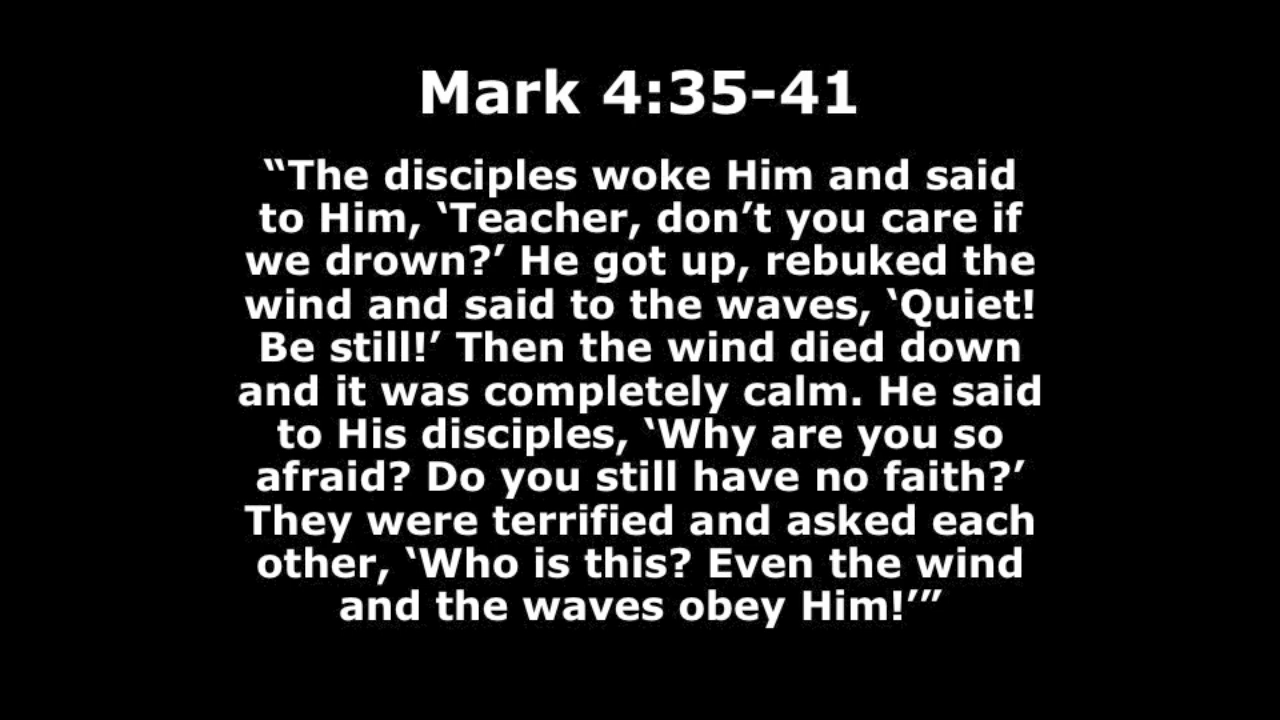 Mark 4:35-41
“The disciples woke Him and said
to Him, ‘Teacher, don’t you care if
we drown?’ He got up, rebuked the
wind and said to the waves, ‘Quiet!
Be still!’ Then the wind died down
and it was completely calm. He said
to His disciples, ‘Why are you so
afraid? Do you still have no faith?’
They were terrified and asked each
other, ‘Who is this? Even the wind
and the waves obey Him!’”